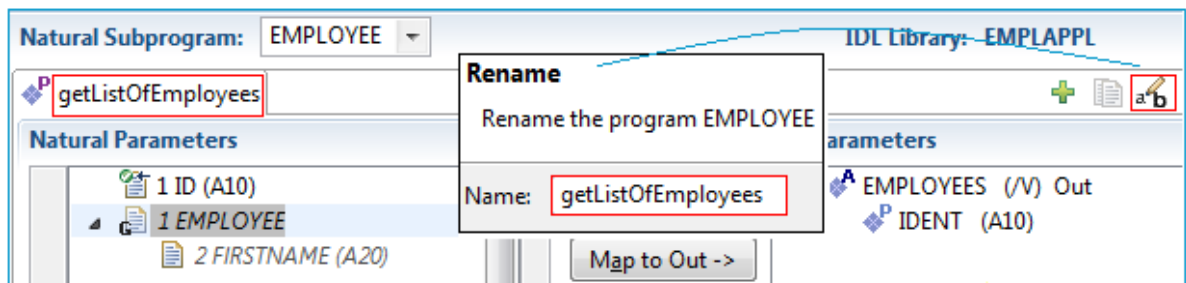 Natural Subprogram: EMPLOYEE IDL Library: EMPLAPPL
getListOfEmployees
Rename
Rename the program EMPLOYEE
Name: getListOfEmployees
Natural Parameters arameters
1 ID (A10) EMPLOYEES (/V) Out
1 EMPLOYEE IDENT (A10)
2 FIRSTNAME (A20) Map to Out ->